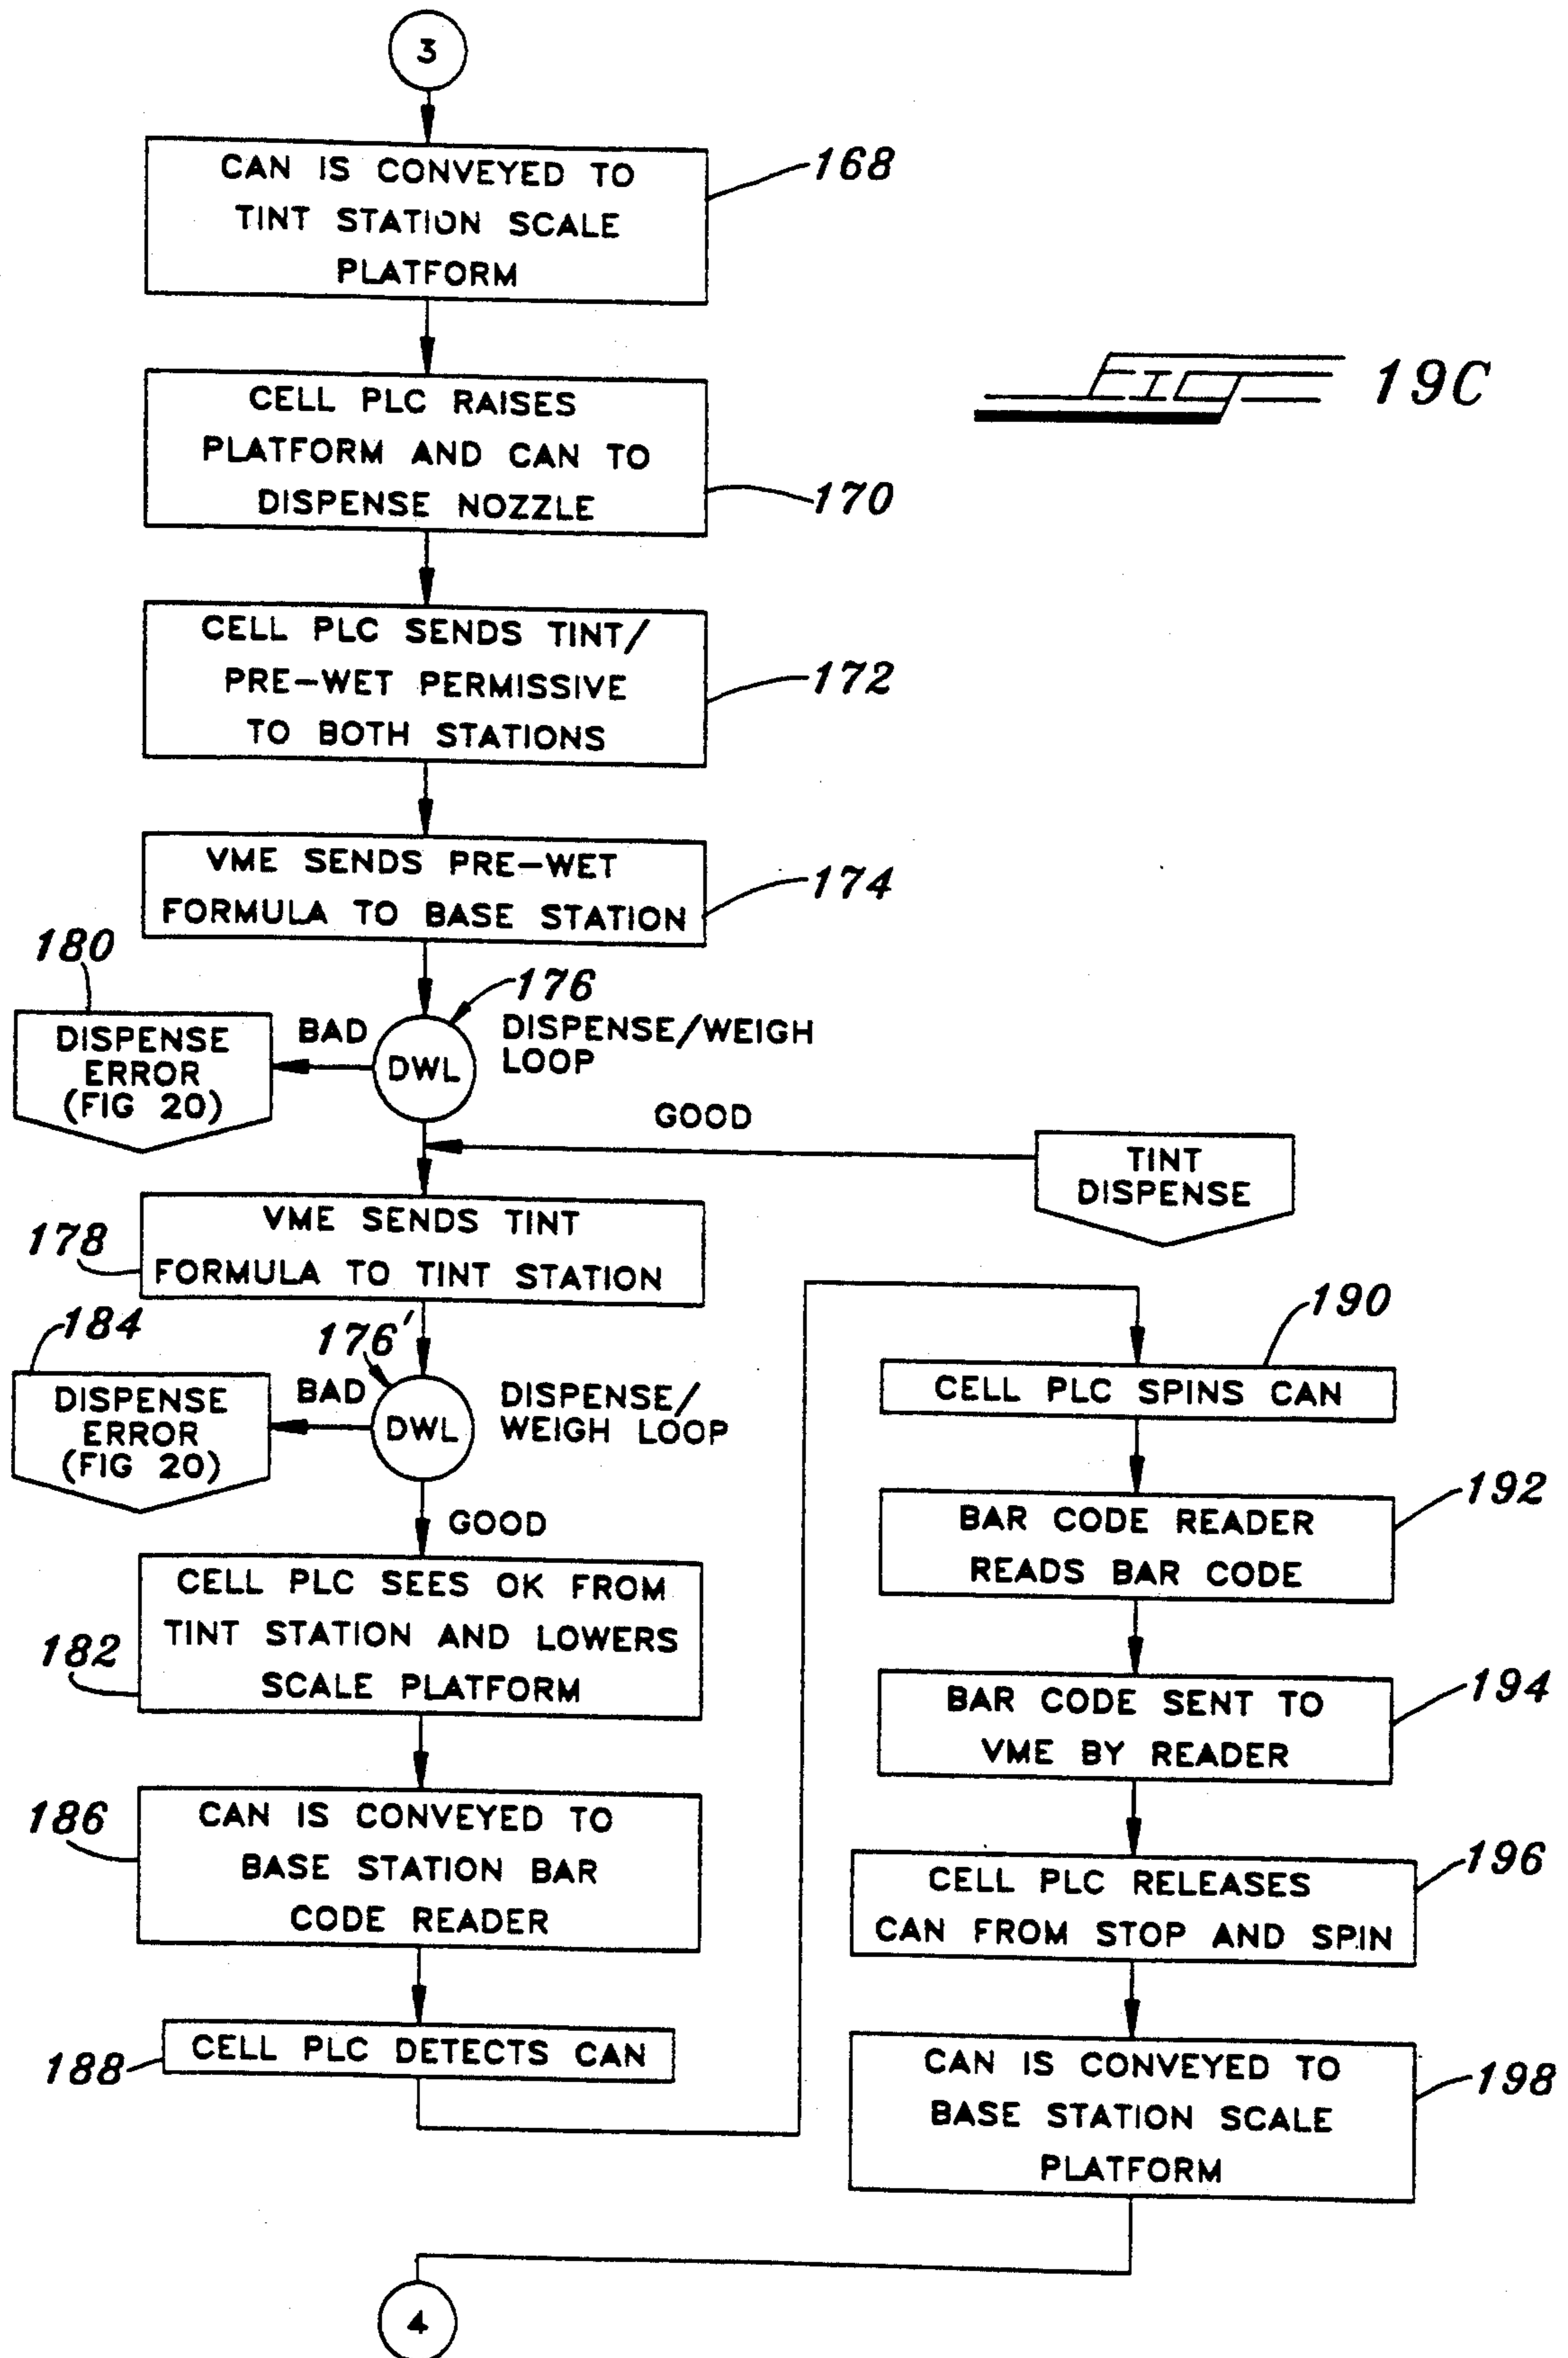 3
CAN IS CONVEYED TO
TINT STATION SCALE
PLATFORM
168
CELL PLC RAISES
PLATFORM AND CAN TO
DISPENSE NOZZLE
170
FIG 19C
CELL PLC SENDS TINT/
PRE-WET PERMISSIVE
TO BOTH STATIONS
172
VME SENDS PRE-WET
FORMULA TO BASE STATION
174
180
DISPENSE
ERROR
(FIG 20)
BAD
DWL
176
DISPENSE/WEIGH
LOOP
GOOD
TINT
DISPENSE
VME SENDS TINT
FORMULA TO TINT STATION
178
184
DISPENSE
ERROR
(FIG 20)
BAD
176'
DWL
DISPENSE/
WEIGH LOOP
GOOD
CELL PLC SEES OK FROM
TINT STATION AND LOWERS
SCALE PLATFORM
182
CAN IS CONVEYED TO
BASE STATION BAR
CODE READER
186
CELL PLC DETECTS CAN
188
190
CELL PLC SPINS CAN
BAR CODE READER
READS BAR CODE
192
BAR CODE SENT TO
VME BY READER
194
CELL PLC RELEASES
CAN FROM STOP AND SPIN
196
CAN IS CONVEYED TO
BASE STATION SCALE
PLATFORM
198
4